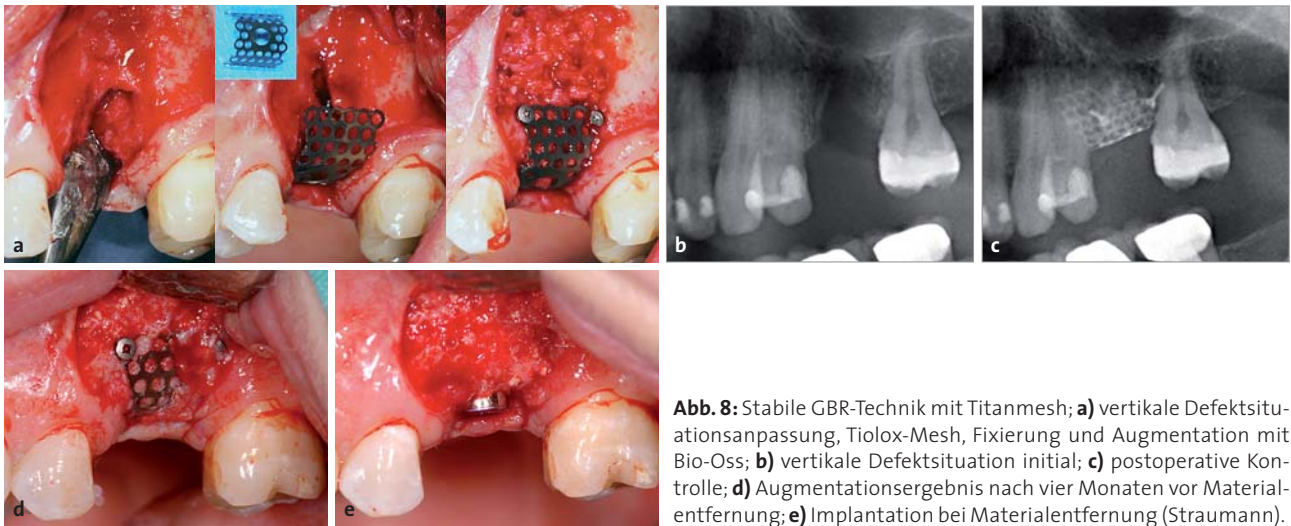 a
b
c
d
e
Abb. 8: Stabile GBR-Technik mit Titanmesh; a) vertikale Defektsitu-
ationsanpassung, Tiolox-Mesh, Fixierung und Augmentation mit
Bio-Oss; b) vertikale Defektsituation initial; c) postoperative Kon-
trolle; d) Augmentationsergebnis nach vier Monaten vor Material-
entfernung; e) Implantation bei Materialentfernung (Straumann).